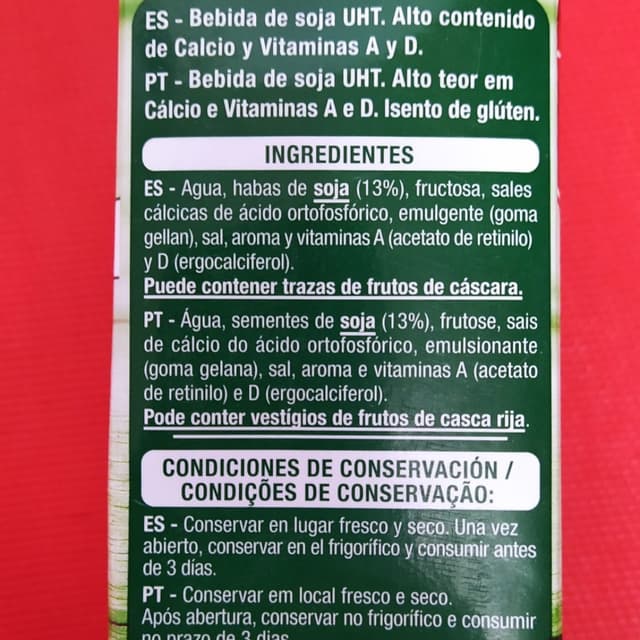 ES - Bebida de soja UHT. Alto contenido
de Calcio y Vitaminas A y D.
PT - Bebida de soja UHT. Alto teor em
Cálcio e Vitaminas A e D. Isento de glúten.
INGREDIENTES
ES - Agua, habas de soja (13%), fructosa, sales
cálcicas de ácido ortofosfórico, emulgente (goma
gellan), sal, aroma y vitaminas A (acetato de retinilo)
y D (ergocalciferol).
Puede contener trazas de frutos de cáscara.
PT - Água, sementes de soja (13%), frutose, sais
de cálcio do ácido ortofosfórico, emulsionante
(goma gelana), sal, aroma e vitaminas A (acetato
de retinilo) e D (ergocalciferol).
Pode conter vestígios de frutos de casca rija.
CONDICIONES DE CONSERVACIÓN /
CONDIÇÕES DE CONSERVAÇÃO:
ES - Conservar en lugar fresco y seco. Una vez
abierto, conservar en el frigorífico y consumir antes
de 3 días.
PT - Conservar em local fresco e seco.
Após abertura, conservar no frigorífico e consumir
no prazo de 3 dias